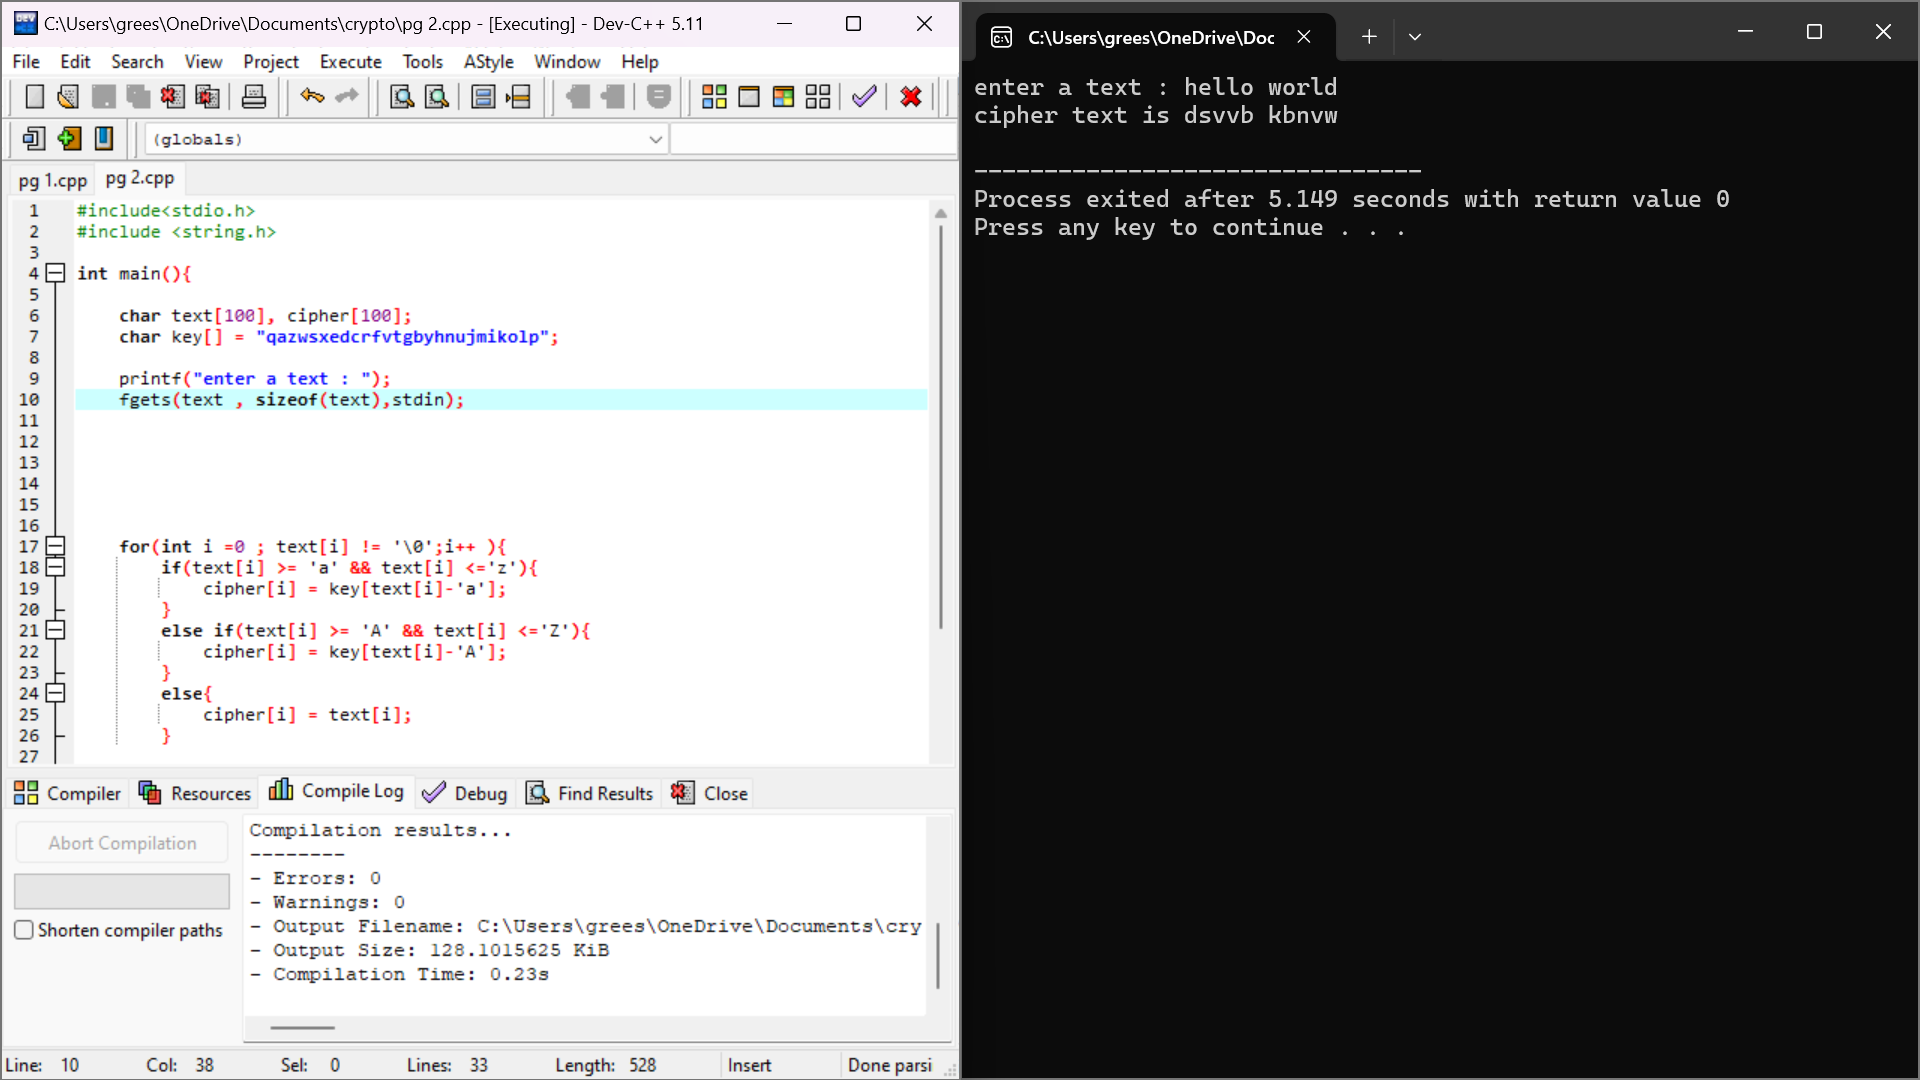 C:\Users\grees\OneDrive\Documents\crypto\pg 2.cpp - [Executing] - Dev-C++ 5.11
File Edit Search View Project Execute Tools AStyle Window Help
(globals)
pg 1.cpp pg 2.cpp
1 #include<stdio.h>
2 #include <string.h>
3
4 int main(){
5
6 char text[100], cipher[100];
7 char key[] = "qazwsxedcrfvtgbyhnujmikolp";
8
9 printf("enter a text : ");
10 fgets(text , sizeof(text),stdin);
11
12
13
14
15
16
17 for(int i =0 ; text[i] != '\0';i++ ){
18 if(text[i] >= 'a' && text[i] <='z'){
19 cipher[i] = key[text[i]-'a'];
20 }
21 else if(text[i] >= 'A' && text[i] <='Z'){
22 cipher[i] = key[text[i]-'A'];
23 }
24 else{
25 cipher[i] = text[i];
26 }
27
Compiler Resources Compile Log Debug Find Results Close
Abort Compilation
Shorten compiler paths
Compilation results...
--------
- Errors: 0
- Warnings: 0
- Output Filename: C:\Users\grees\OneDrive\Documents\cry
- Output Size: 128.1015625 KiB
- Compilation Time: 0.23s
Line: 10 Col: 38 Sel: 0 Lines: 33 Length: 528 Insert Done parsi
C:\Users\grees\OneDrive\Doc
enter a text : hello world
cipher text is dsvvb kbnvw
--------------------------------
Process exited after 5.149 seconds with return value 0
Press any key to continue . . .